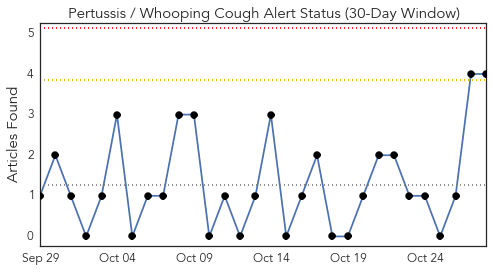 Pertussis / Whooping Cough Alert Status (30-Day Window)
Articles Found
5
4
3
2
1
0
Sep 29 Oct 04 Oct 09 Oct 14 Oct 19 Oct 24